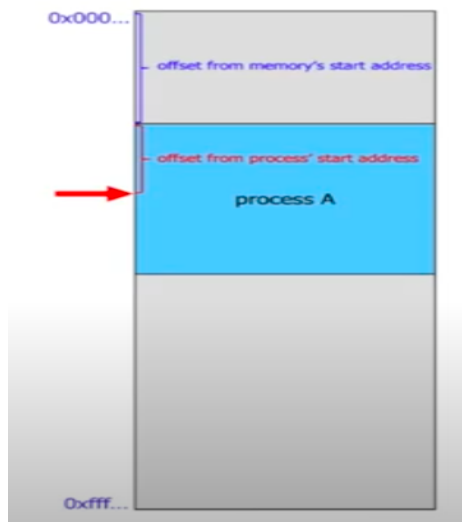 0x000...
offset from memory's start address
offset from process' start address
process A
0xfff...